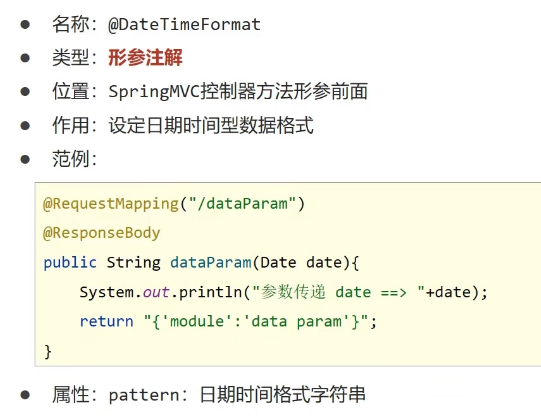 ● 名称：@DateTimeFormat
● 类型：形参注解
● 位置：SpringMVC控制器方法形参前面
● 作用：设定日期时间型数据格式
● 范例：
@RequestMapping("/dataParam")
@ResponseBody
public String dataParam(Date date){
    System.out.println("参数传递 date ==> "+date);
    return "{'module':'data param'}";
}
● 属性：pattern：日期时间格式字符串